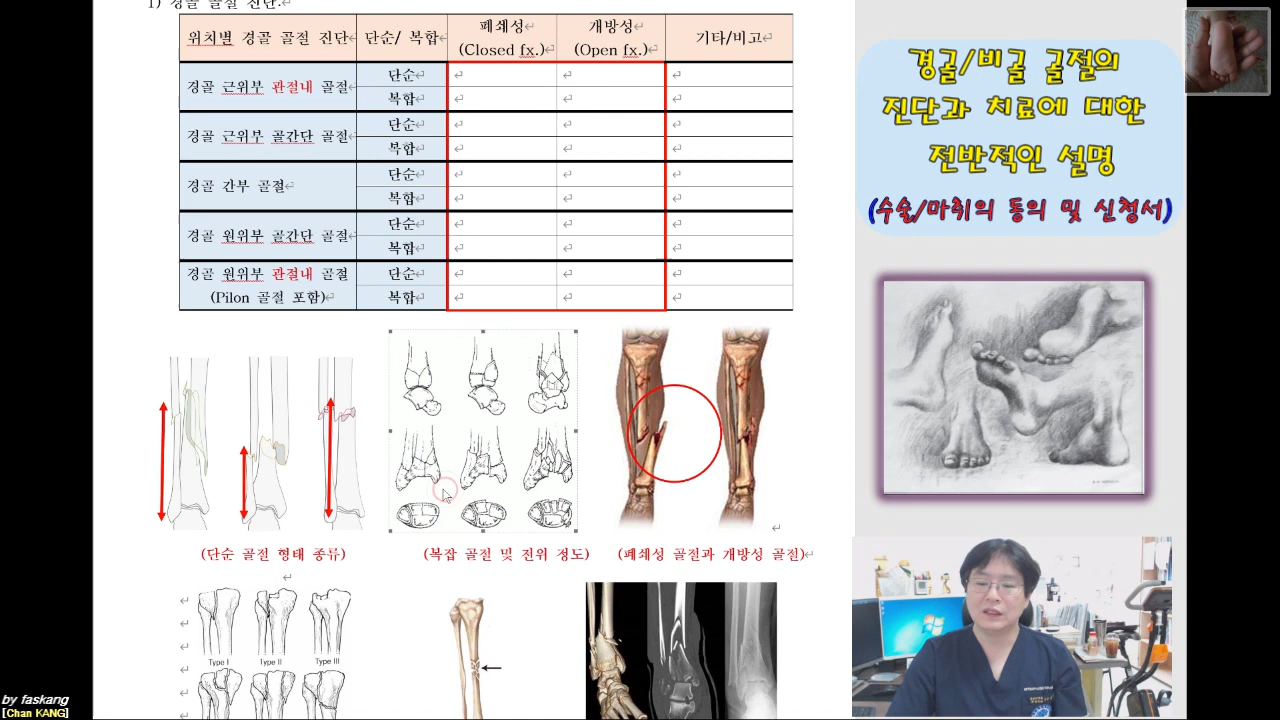 1) 경골 골절 진단.
위치별 경골 골절 진단 단순/ 복합 폐쇄성 (Closed fx.) 개방성 (Open fx.) 기타/비고
경골 근위부 관절내 골절 단순
복합
경골 근위부 골간단 골절 단순
복합
경골 간부 골절 단순
복합
경골 원위부 골간단 골절 단순
복합
경골 원위부 관절내 골절 (Pilon 골절 포함) 단순
복합
(단순 골절 형태 종류) (복잡 골절 및 전위 정도) (폐쇄성 골절과 개방성 골절)
Type I Type II Type III
경골/비골 골절의
진단과 치료에 대한
전반적인 설명
(수술/마취의 동의 및 신청서)
by faskang
[Chan KANG]